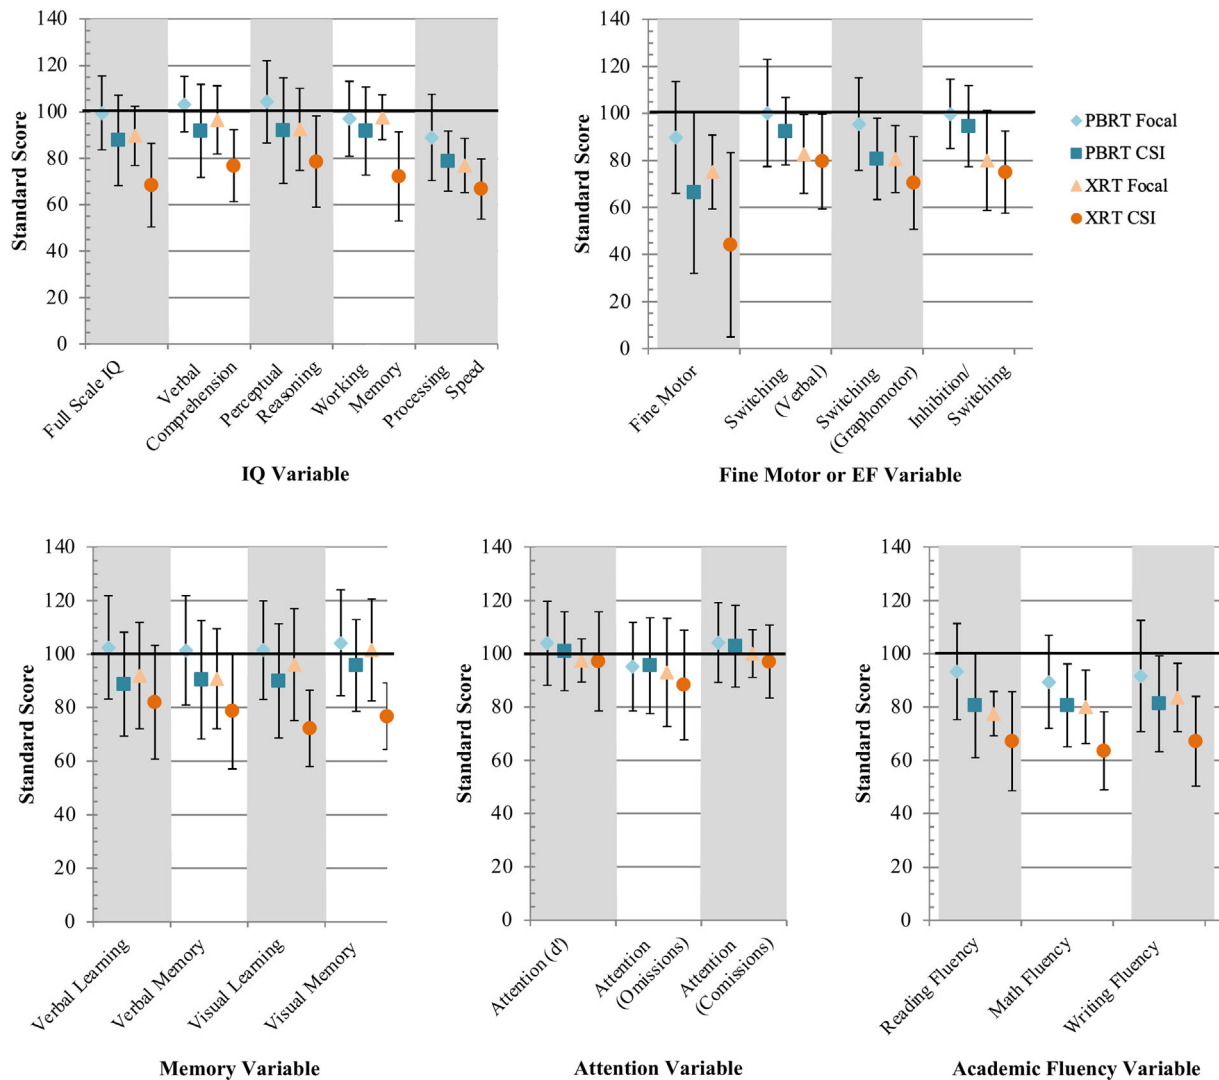 140
120
100
80
60
40
20
0
Standard Score
Full Scale IQ
Verbal
Comprehension
Perceptual
Reasoning
Working
Memory
Processing
Speed
IQ Variable
140
120
100
80
60
40
20
0
Standard Score
Fine Motor
Switching
(Verbal)
Switching
(Graphomotor)
Inhibition/
Switching
Fine Motor or EF Variable
PBRT Focal
PBRT CSI
XRT Focal
XRT CSI
140
120
100
80
60
40
20
0
Standard Score
Verbal Learning
Verbal Memory
Visual Learning
Visual Memory
Memory Variable
140
120
100
80
60
40
20
0
Standard Score
Attention (d')
Attention
(Omissions)
Attention
(Comissions)
Attention Variable
140
120
100
80
60
40
20
0
Standard Score
Reading Fluency
Math Fluency
Writing Fluency
Academic Fluency Variable